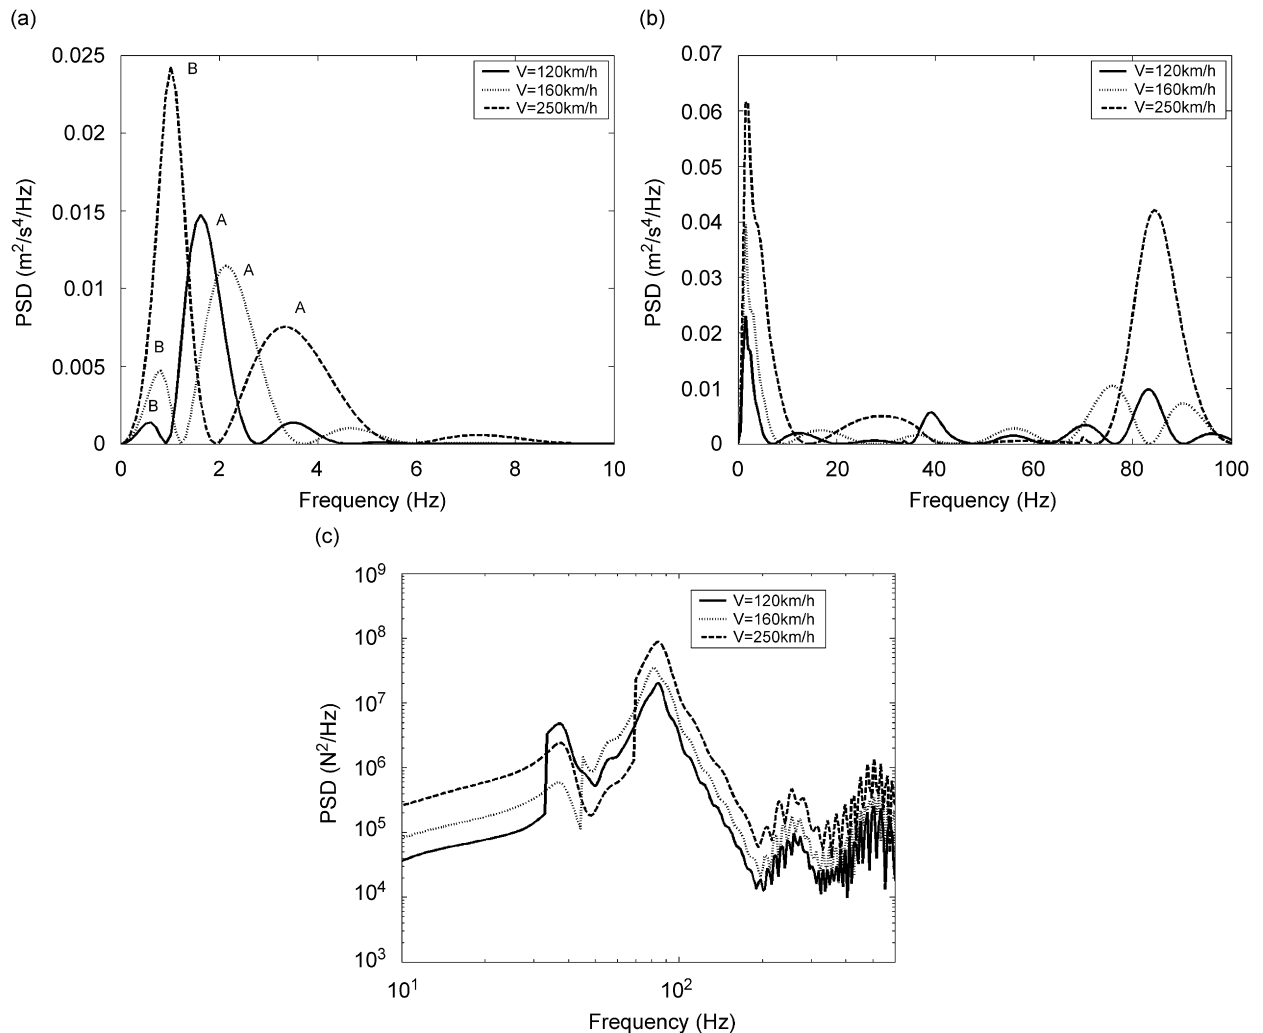 (a)
0.025
0.02
0.015
0.01
0.005
0
0
2
4
6
8
10
PSD (m²/s⁴/Hz)
Frequency (Hz)
V=120km/h
V=160km/h
V=250km/h
B
A
A
A
B
B
(b)
0.07
0.06
0.05
0.04
0.03
0.02
0.01
0
0
20
40
60
80
100
PSD (m²/s⁴/Hz)
Frequency (Hz)
V=120km/h
V=160km/h
V=250km/h
(c)
10⁹
10⁸
10⁷
10⁶
10⁵
10⁴
10³
10¹
10²
PSD (N²/Hz)
Frequency (Hz)
V=120km/h
V=160km/h
V=250km/h